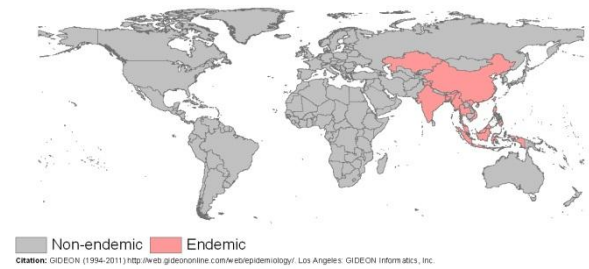 Non-endemic Endemic
Citation: GIDEON (1994-2011) http://web.gideononline.com/web/epidemiology/. Los Angeles: GIDEON Informatics, Inc.